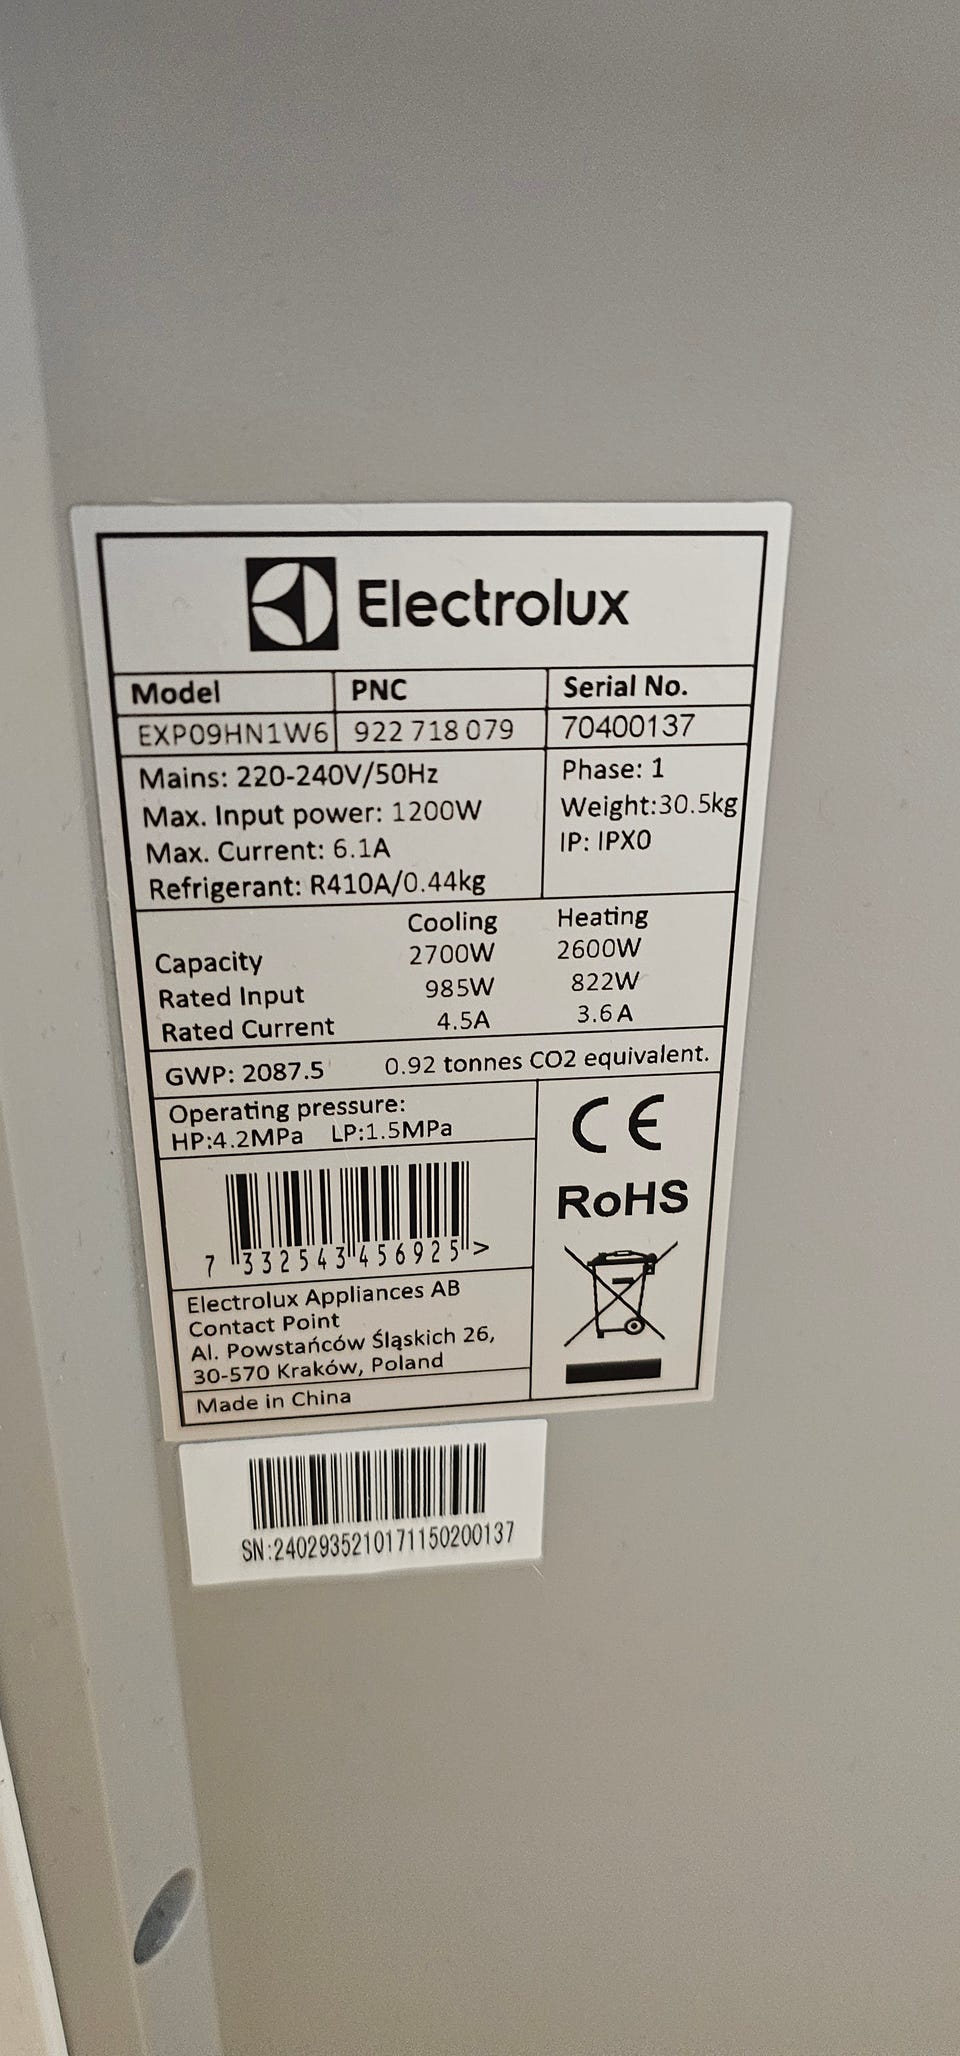 Electrolux
Model PNC Serial No.
EXP09HN1W6 922 718 079 70400137
Mains: 220-240V/50Hz Phase: 1
Max. Input power: 1200W Weight:30.5kg
Max. Current: 6.1A IP: IPX0
Refrigerant: R410A/0.44kg
Cooling Heating
Capacity 2700W 2600W
Rated Input 985W 822W
Rated Current 4.5A 3.6A
GWP: 2087.5 0.92 tonnes CO2 equivalent.
Operating pressure:
HP:4.2MPa LP:1.5MPa
CE
RoHS
7 332543 456925 >
Electrolux Appliances AB
Contact Point
Al. Powstańców Śląskich 26,
30-570 Kraków, Poland
Made in China
SN:2402935210171150200137